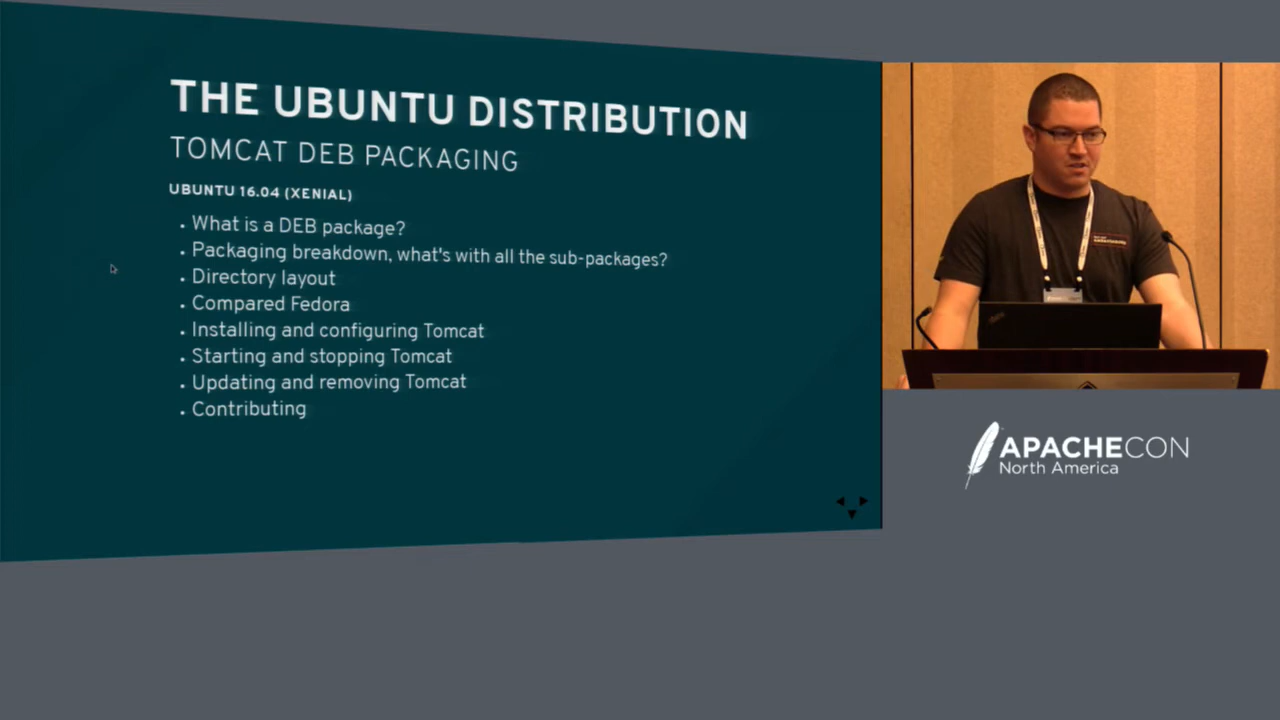 THE UBUNTU DISTRIBUTION
TOMCAT DEB PACKAGING
UBUNTU 16.04 (XENIAL)
• What is a DEB package?
• Packaging breakdown, what's with all the sub-packages?
• Directory layout
• Compared Fedora
• Installing and configuring Tomcat
• Starting and stopping Tomcat
• Updating and removing Tomcat
• Contributing
APACHECON
North America